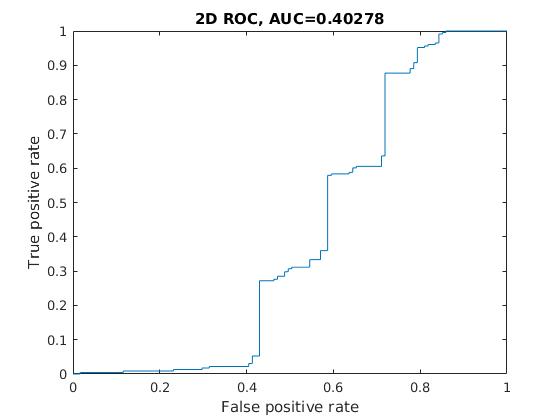 2D ROC, AUC=0.40278
1
0.9
0.8
0.7
0.6
0.5
0.4
0.3
0.2
0.1
0
True positive rate
0 0.2 0.4 0.6 0.8 1
False positive rate